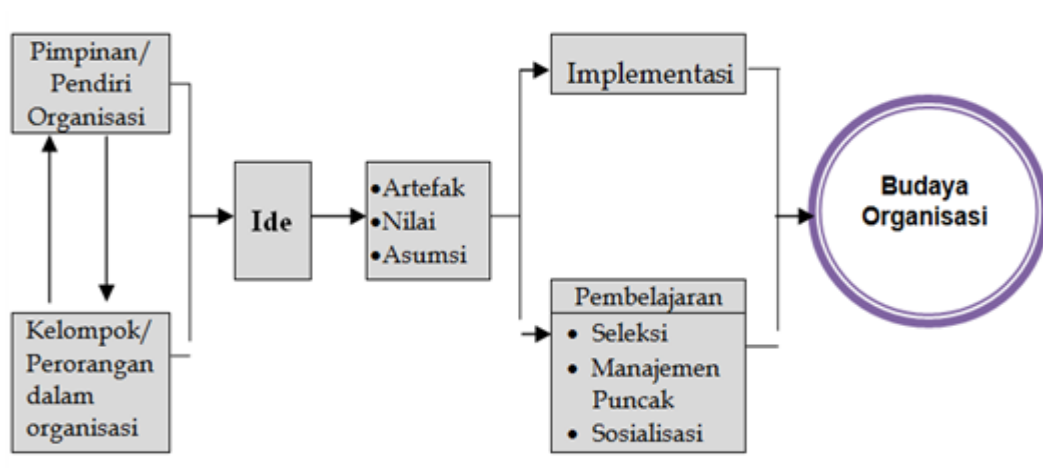 Pimpinan/
Pendiri
Organisasi
Kelompok/
Perorangan
dalam
organisasi
Ide
•Artefak
•Nilai
•Asumsi
Implementasi
Pembelajaran
• Seleksi
• Manajemen
Puncak
• Sosialisasi
Budaya
Organisasi